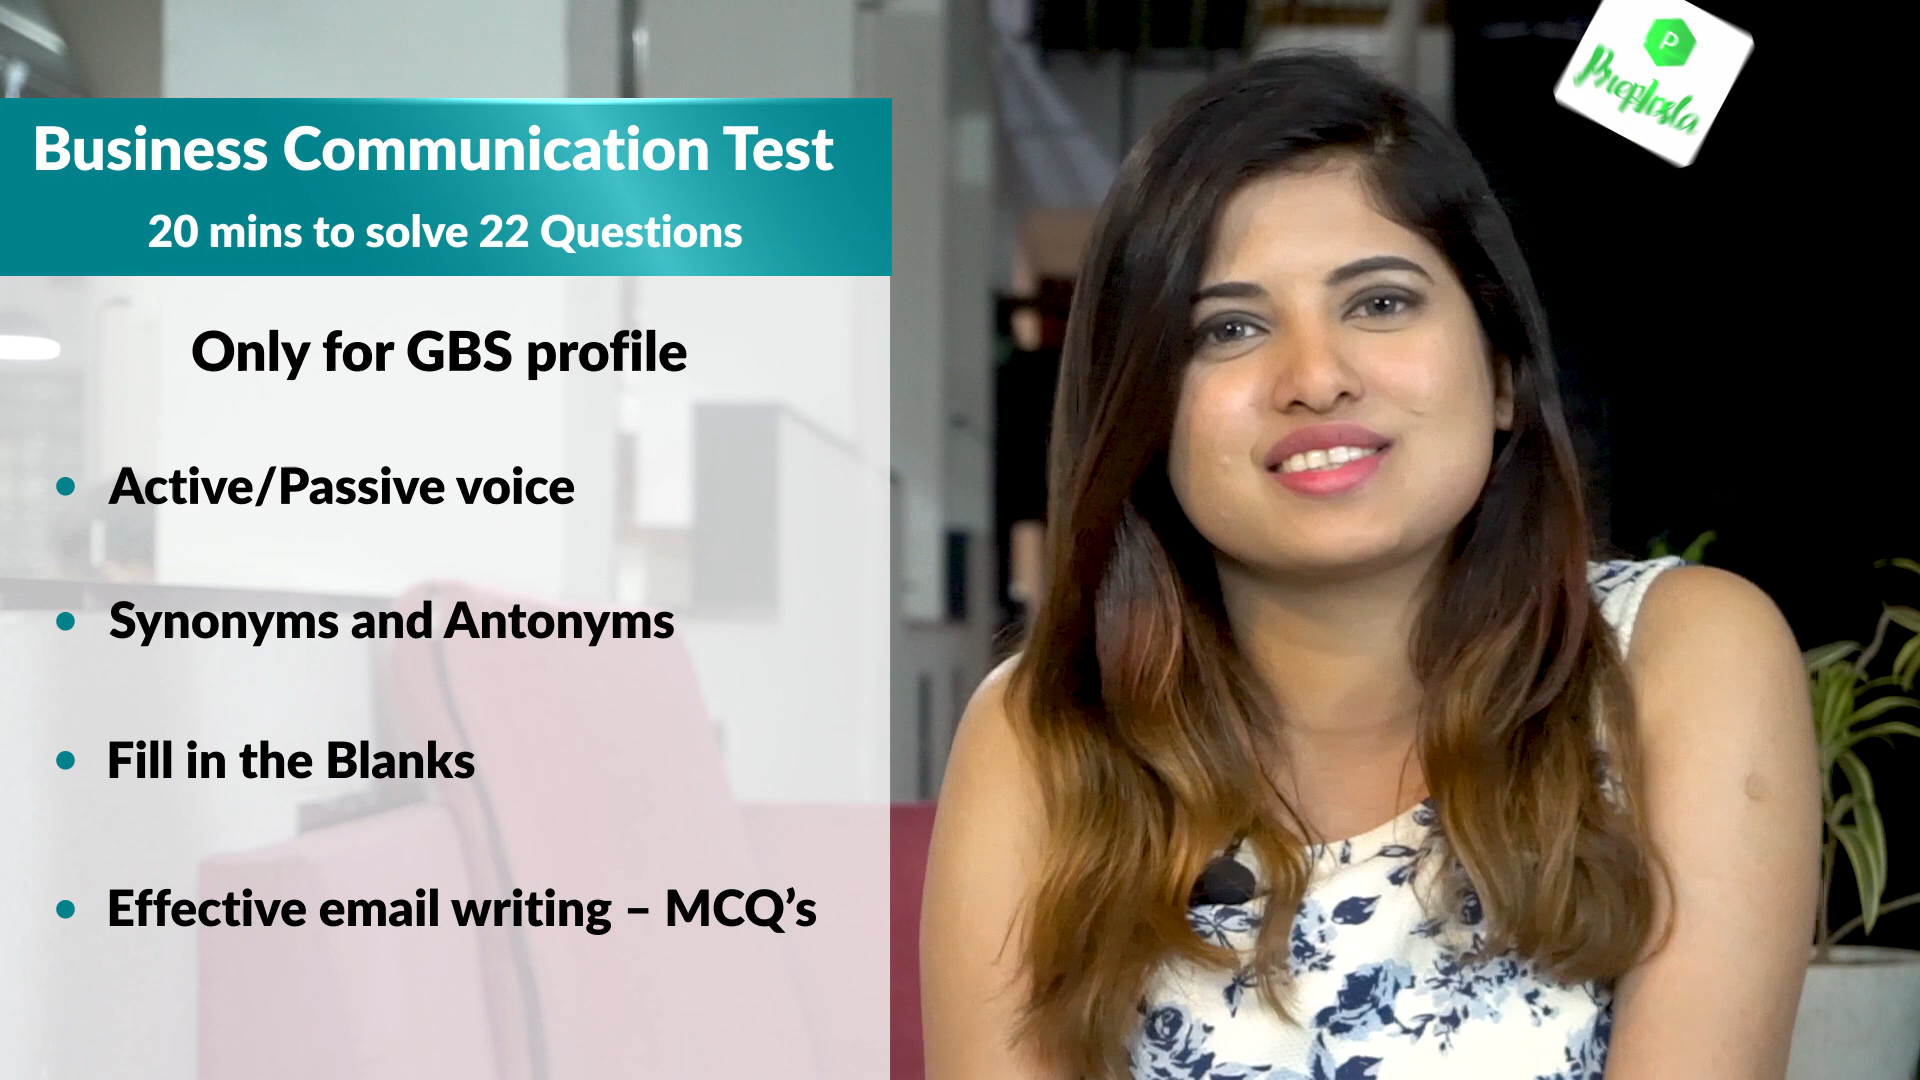 Business Communication Test
20 mins to solve 22 Questions
Only for GBS profile
• Active/Passive voice
• Synonyms and Antonyms
• Fill in the Blanks
• Effective email writing – MCQ’s
P
PrepInsta